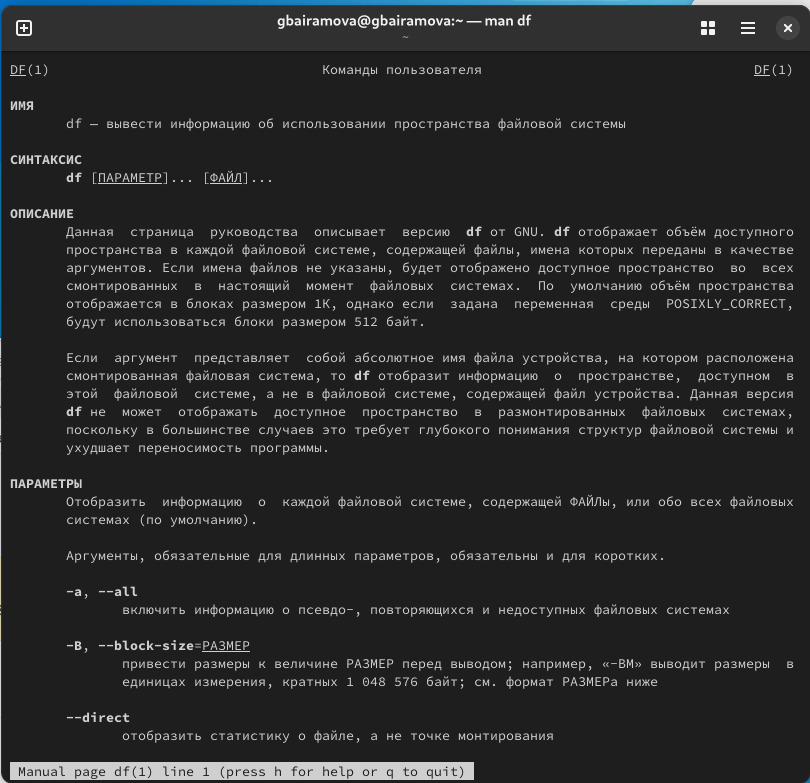 gbairamova@gbairamova:~ — man df
~
DF(1) Команды пользователя DF(1)
ИМЯ
df — вывести информацию об использовании пространства файловой системы
СИНТАКСИС
df [ПАРАМЕТР]... [ФАЙЛ]...
ОПИСАНИЕ
Данная страница руководства описывает версию df от GNU. df отображает объём доступного
пространства в каждой файловой системе, содержащей файлы, имена которых переданы в качестве
аргументов. Если имена файлов не указаны, будет отображено доступное пространство во всех
смонтированных в настоящий момент файловых системах. По умолчанию объём пространства
отображается в блоках размером 1K, однако если задана переменная среды POSIXLY_CORRECT,
будут использоваться блоки размером 512 байт.
Если аргумент представляет собой абсолютное имя файла устройства, на котором расположена
смонтированная файловая система, то df отобразит информацию о пространстве, доступном в
этой файловой системе, а не в файловой системе, содержащей файл устройства. Данная версия
df не может отображать доступное пространство в размонтированных файловых системах,
поскольку в большинстве случаев это требует глубокого понимания структур файловой системы и
ухудшает переносимость программы.
ПАРАМЕТРЫ
Отобразить информацию о каждой файловой системе, содержащей ФАЙЛы, или обо всех файловых
системах (по умолчанию).
Аргументы, обязательные для длинных параметров, обязательны и для коротких.
-a, --all
включить информацию о псевдо-, повторяющихся и недоступных файловых системах
-B, --block-size=РАЗМЕР
привести размеры к величине РАЗМЕР перед выводом; например, «-BM» выводит размеры в
единицах измерения, кратных 1 048 576 байт; см. формат РАЗМЕРа ниже
--direct
отобразить статистику о файле, а не точке монтирования
Manual page df(1) line 1 (press h for help or q to quit)